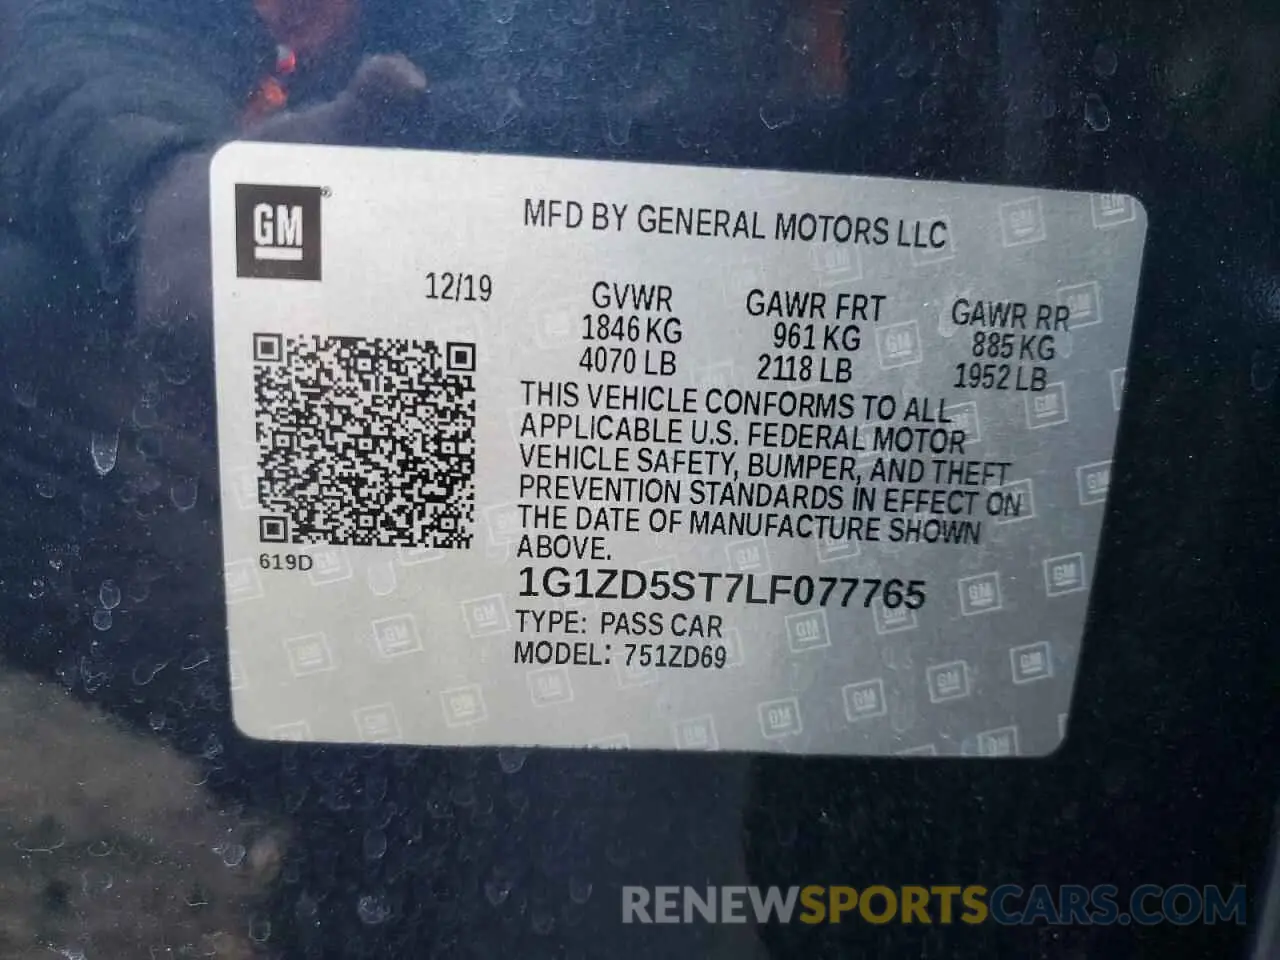 GM®
MFD BY GENERAL MOTORS LLC
12/19
GVWR
1846 KG
4070 LB
GAWR FRT
961 KG
2118 LB
GAWR RR
885 KG
1952 LB
THIS VEHICLE CONFORMS TO ALL
APPLICABLE U.S. FEDERAL MOTOR
VEHICLE SAFETY, BUMPER, AND THEFT
PREVENTION STANDARDS IN EFFECT ON
THE DATE OF MANUFACTURE SHOWN
ABOVE.
619D
1G1ZD5ST7LF077765
TYPE: PASS CAR
MODEL: 751ZD69
RENEWSPORTSCARS.COM